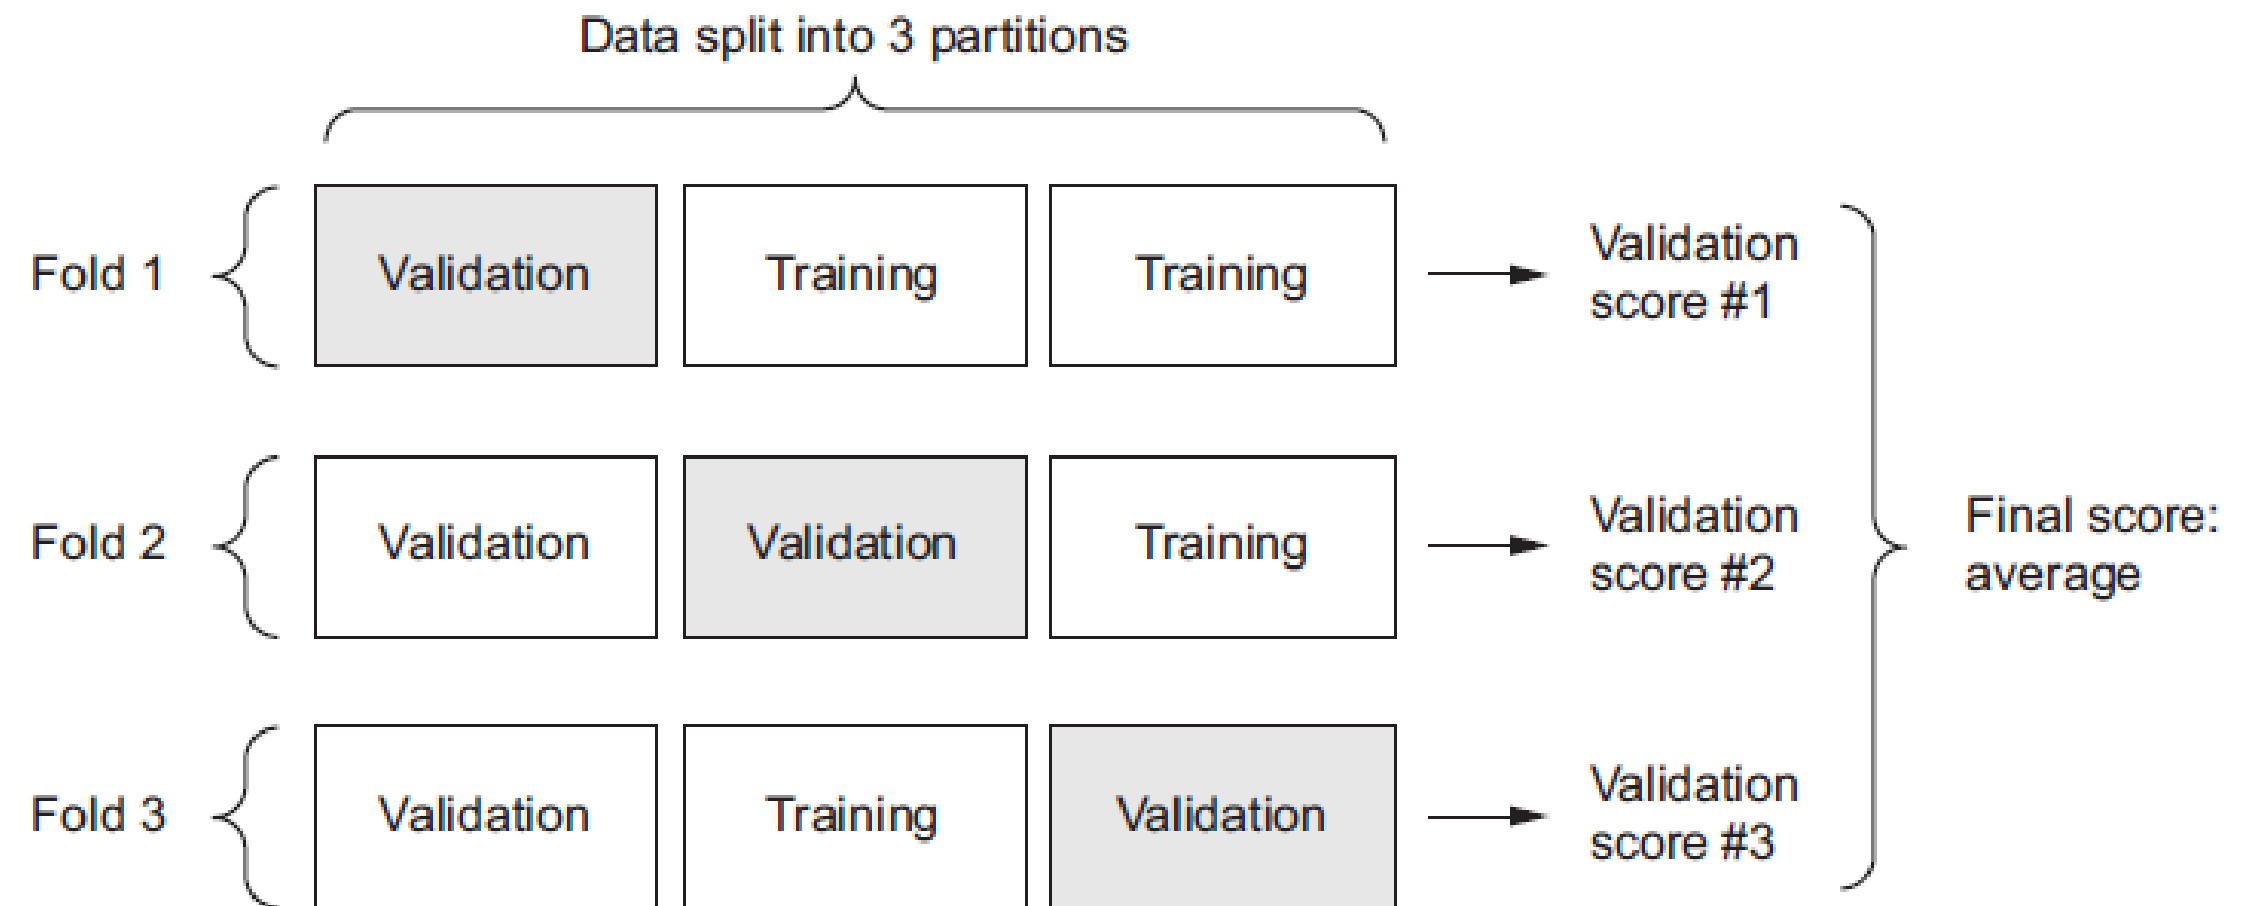 Data split into 3 partitions
Fold 1
Validation
Training
Training
Validation
score #1
Fold 2
Validation
Validation
Training
Validation
score #2
Fold 3
Validation
Training
Validation
Validation
score #3
Final score:
average